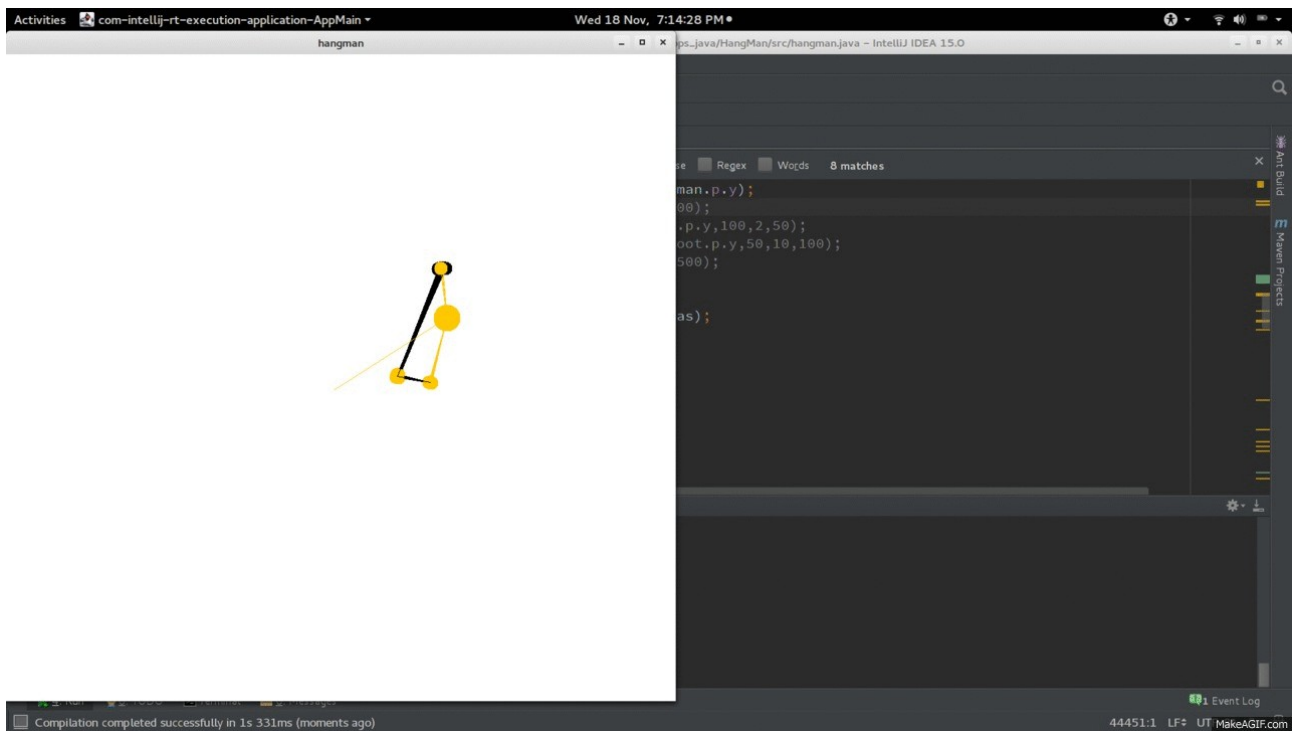 Activities com-intellij-rt-execution-application-AppMain Wed 18 Nov, 7:14:28 PM
hangman
ps_java/HangMan/src/hangman.java - IntelliJ IDEA 15.0
Regex Words 8 matches
man.p.y);
00);
.p.y,100,2,50);
oot.p.y,50,10,100);
500);
as);
Ant Build
Maven Projects
1 Event Log
Compilation completed successfully in 1s 331ms (moments ago) 44451:1 LF UT
MakeAGIF.com